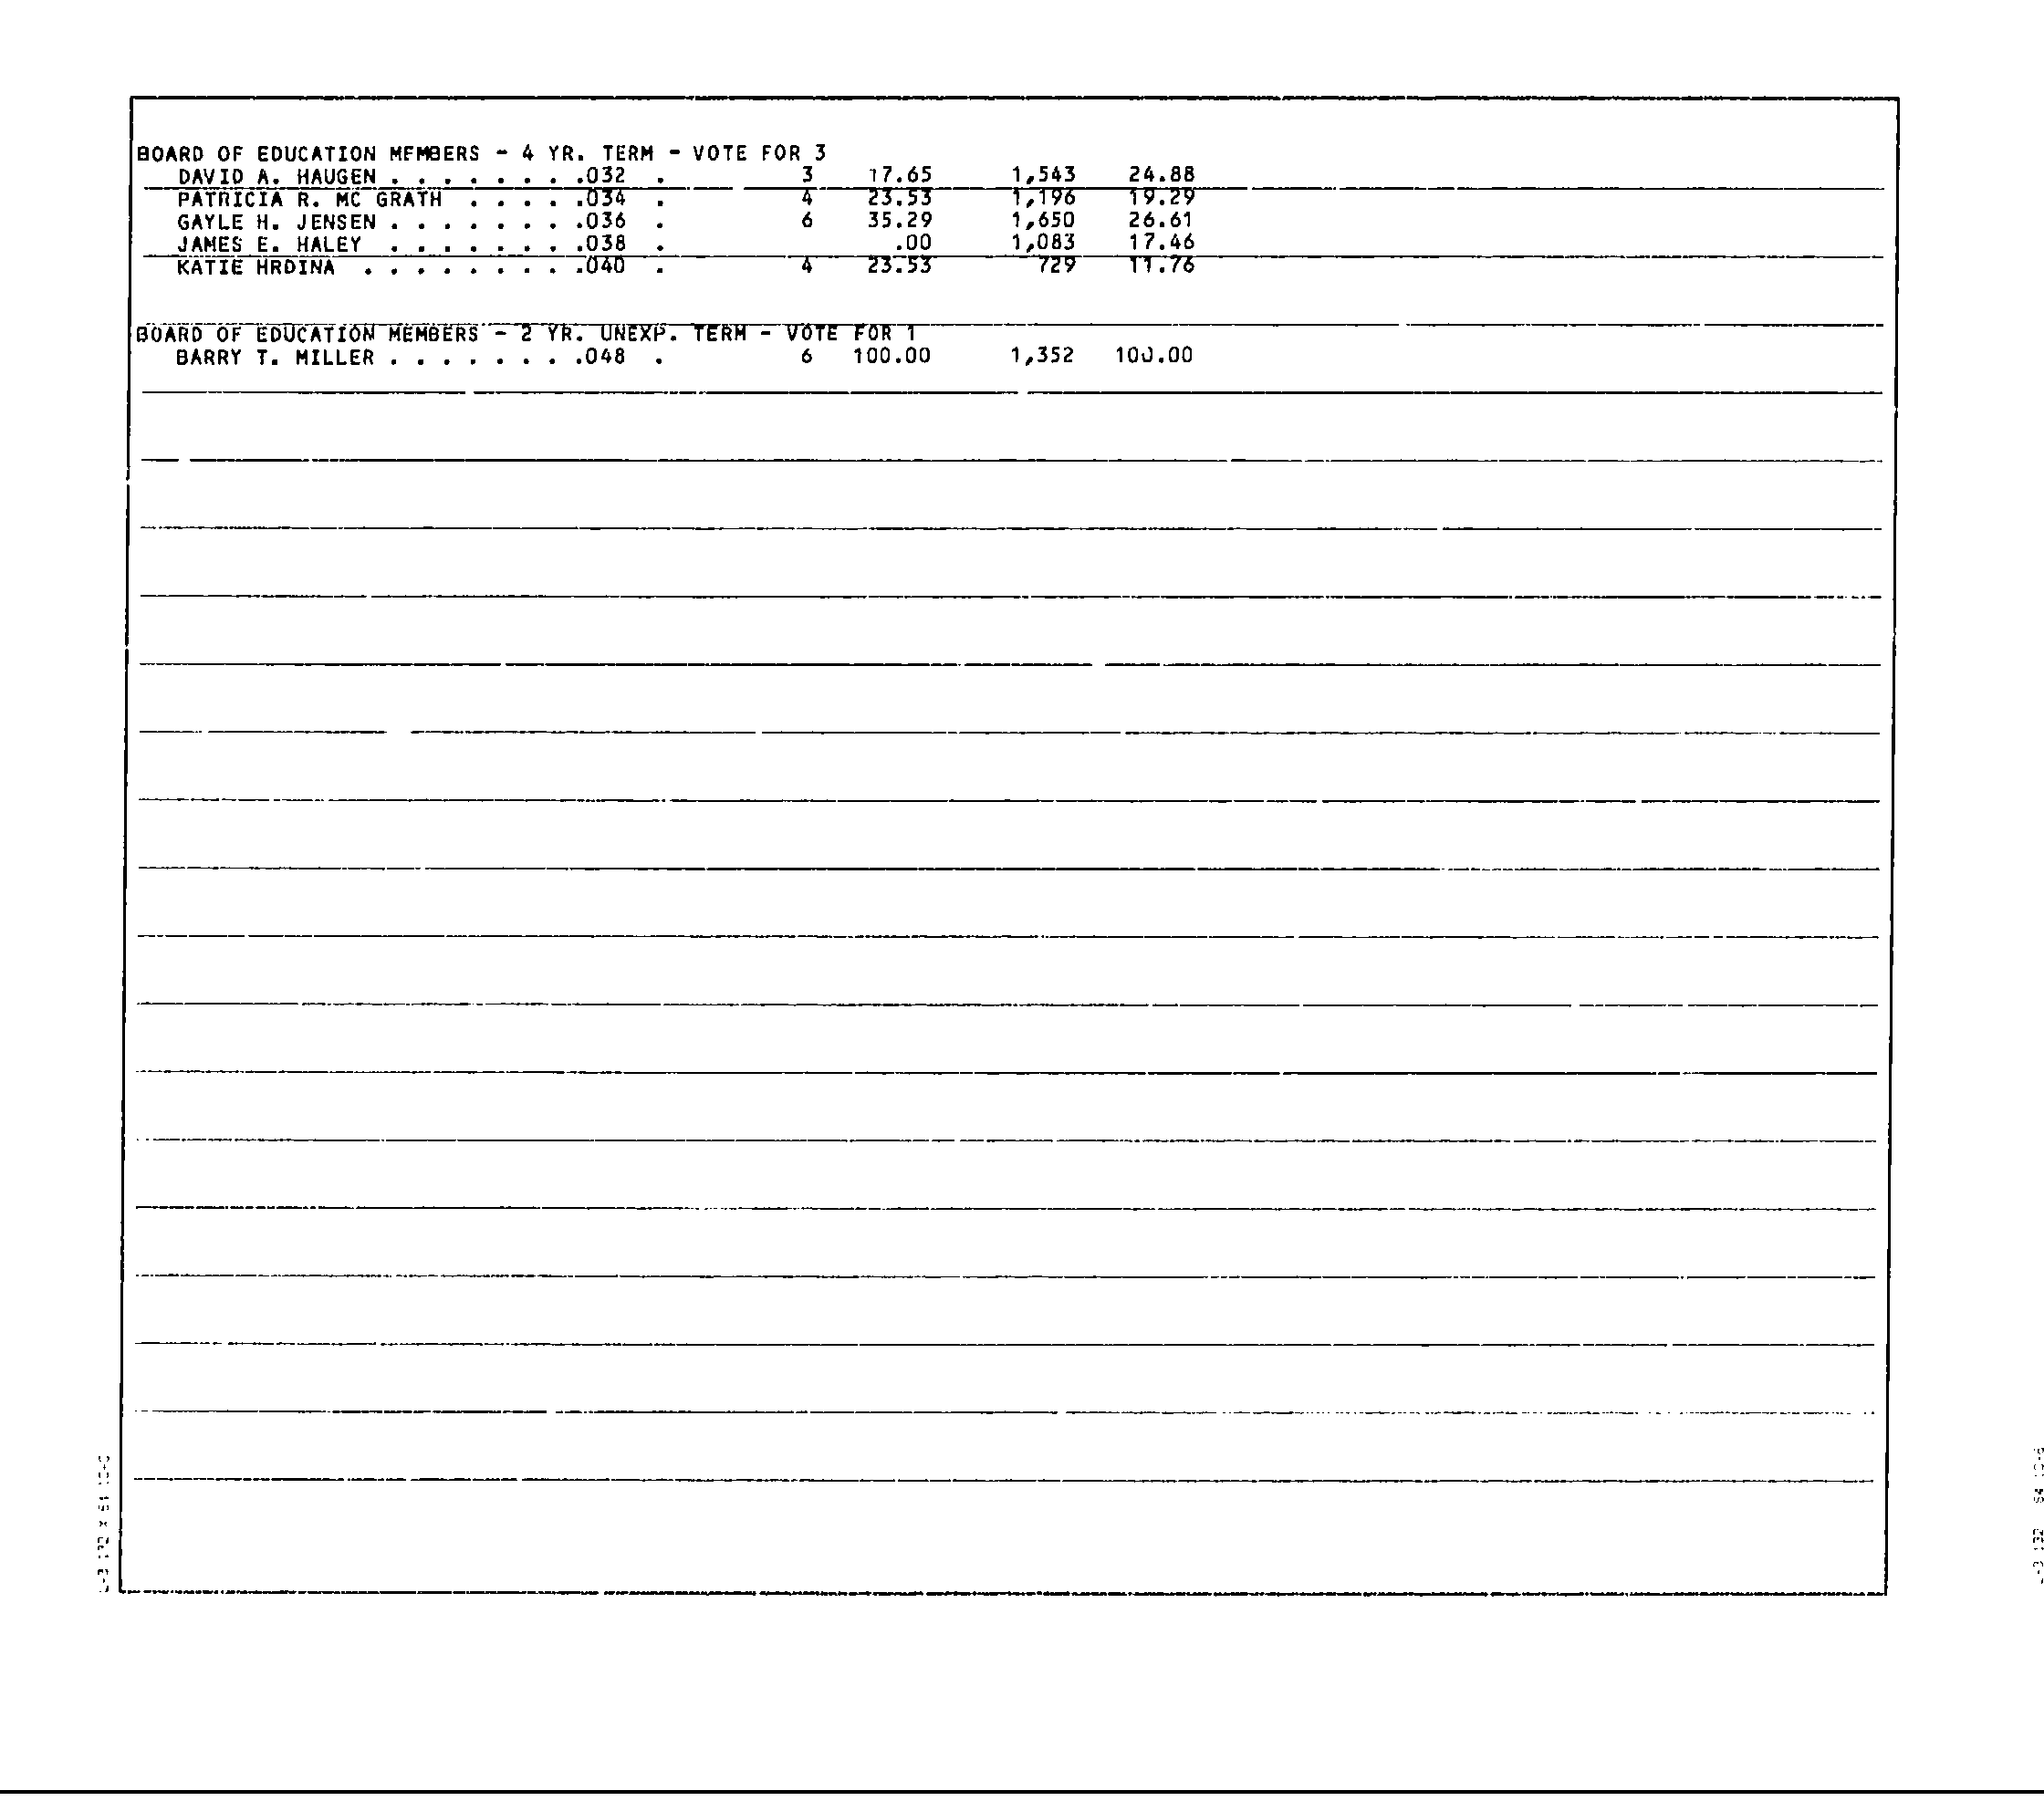 BOARD OF EDUCATION MEMBERS - 4 YR. TERM - VOTE FOR 3
DAVID A. HAUGEN . . . . . . . .032 . 3 17.65 1,543 24.88
PATRICIA R. MC GRATH . . . . .034 . 4 23.53 1,196 19.29
GAYLE H. JENSEN . . . . . . . .036 . 6 35.29 1,650 26.61
JAMES E. HALEY . . . . . . . .038 . .00 1,083 17.46
KATIE HRDINA . . . . . . . . .040 . 4 23.53 729 11.76
BOARD OF EDUCATION MEMBERS - 2 YR. UNEXP. TERM - VOTE FOR 1
BARRY T. MILLER . . . . . . . .048 . 6 100.00 1,352 100.00